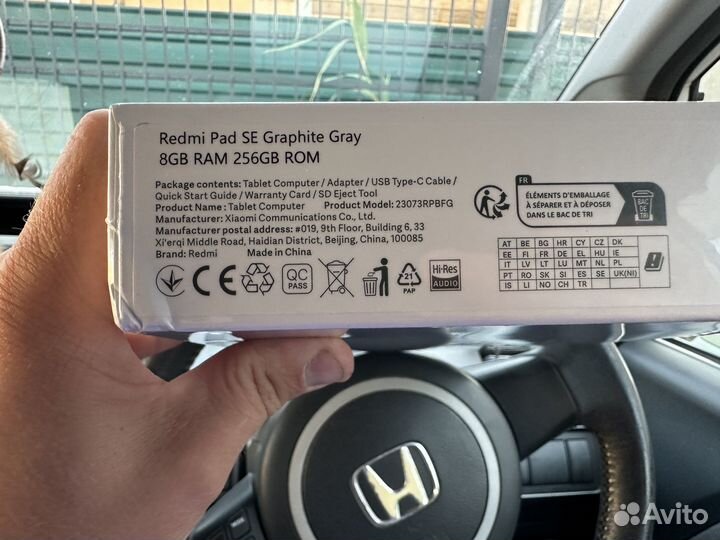 Redmi Pad SE Graphite Gray
8GB RAM 256GB ROM
Package contents: Tablet Computer / Adapter / USB Type-C Cable /
Quick Start Guide / Warranty Card / SD Eject Tool
Product Name: Tablet Computer Product Model: 23073RPBFG
Manufacturer: Xiaomi Communications Co., Ltd.
Manufacturer postal address: #019, 9th Floor, Building 6, 33
Xi'erqi Middle Road, Haidian District, Beijing, China, 100085
Brand: Redmi Made in China
CE
QC
PASS
21
PAP
Hi-Res
AUDIO
FR
ÉLÉMENTS D'EMBALLAGE
À SÉPARER ET À DÉPOSER
DANS LE BAC DE TRI
BAC
DE
TRI
AT BE BG HR CY CZ DK
EE FI FR DE EL HU IE
IT LV LT LU MT NL PL
PT RO SK SI ES SE UK(NI)
IS LI NO CH TR
Avito